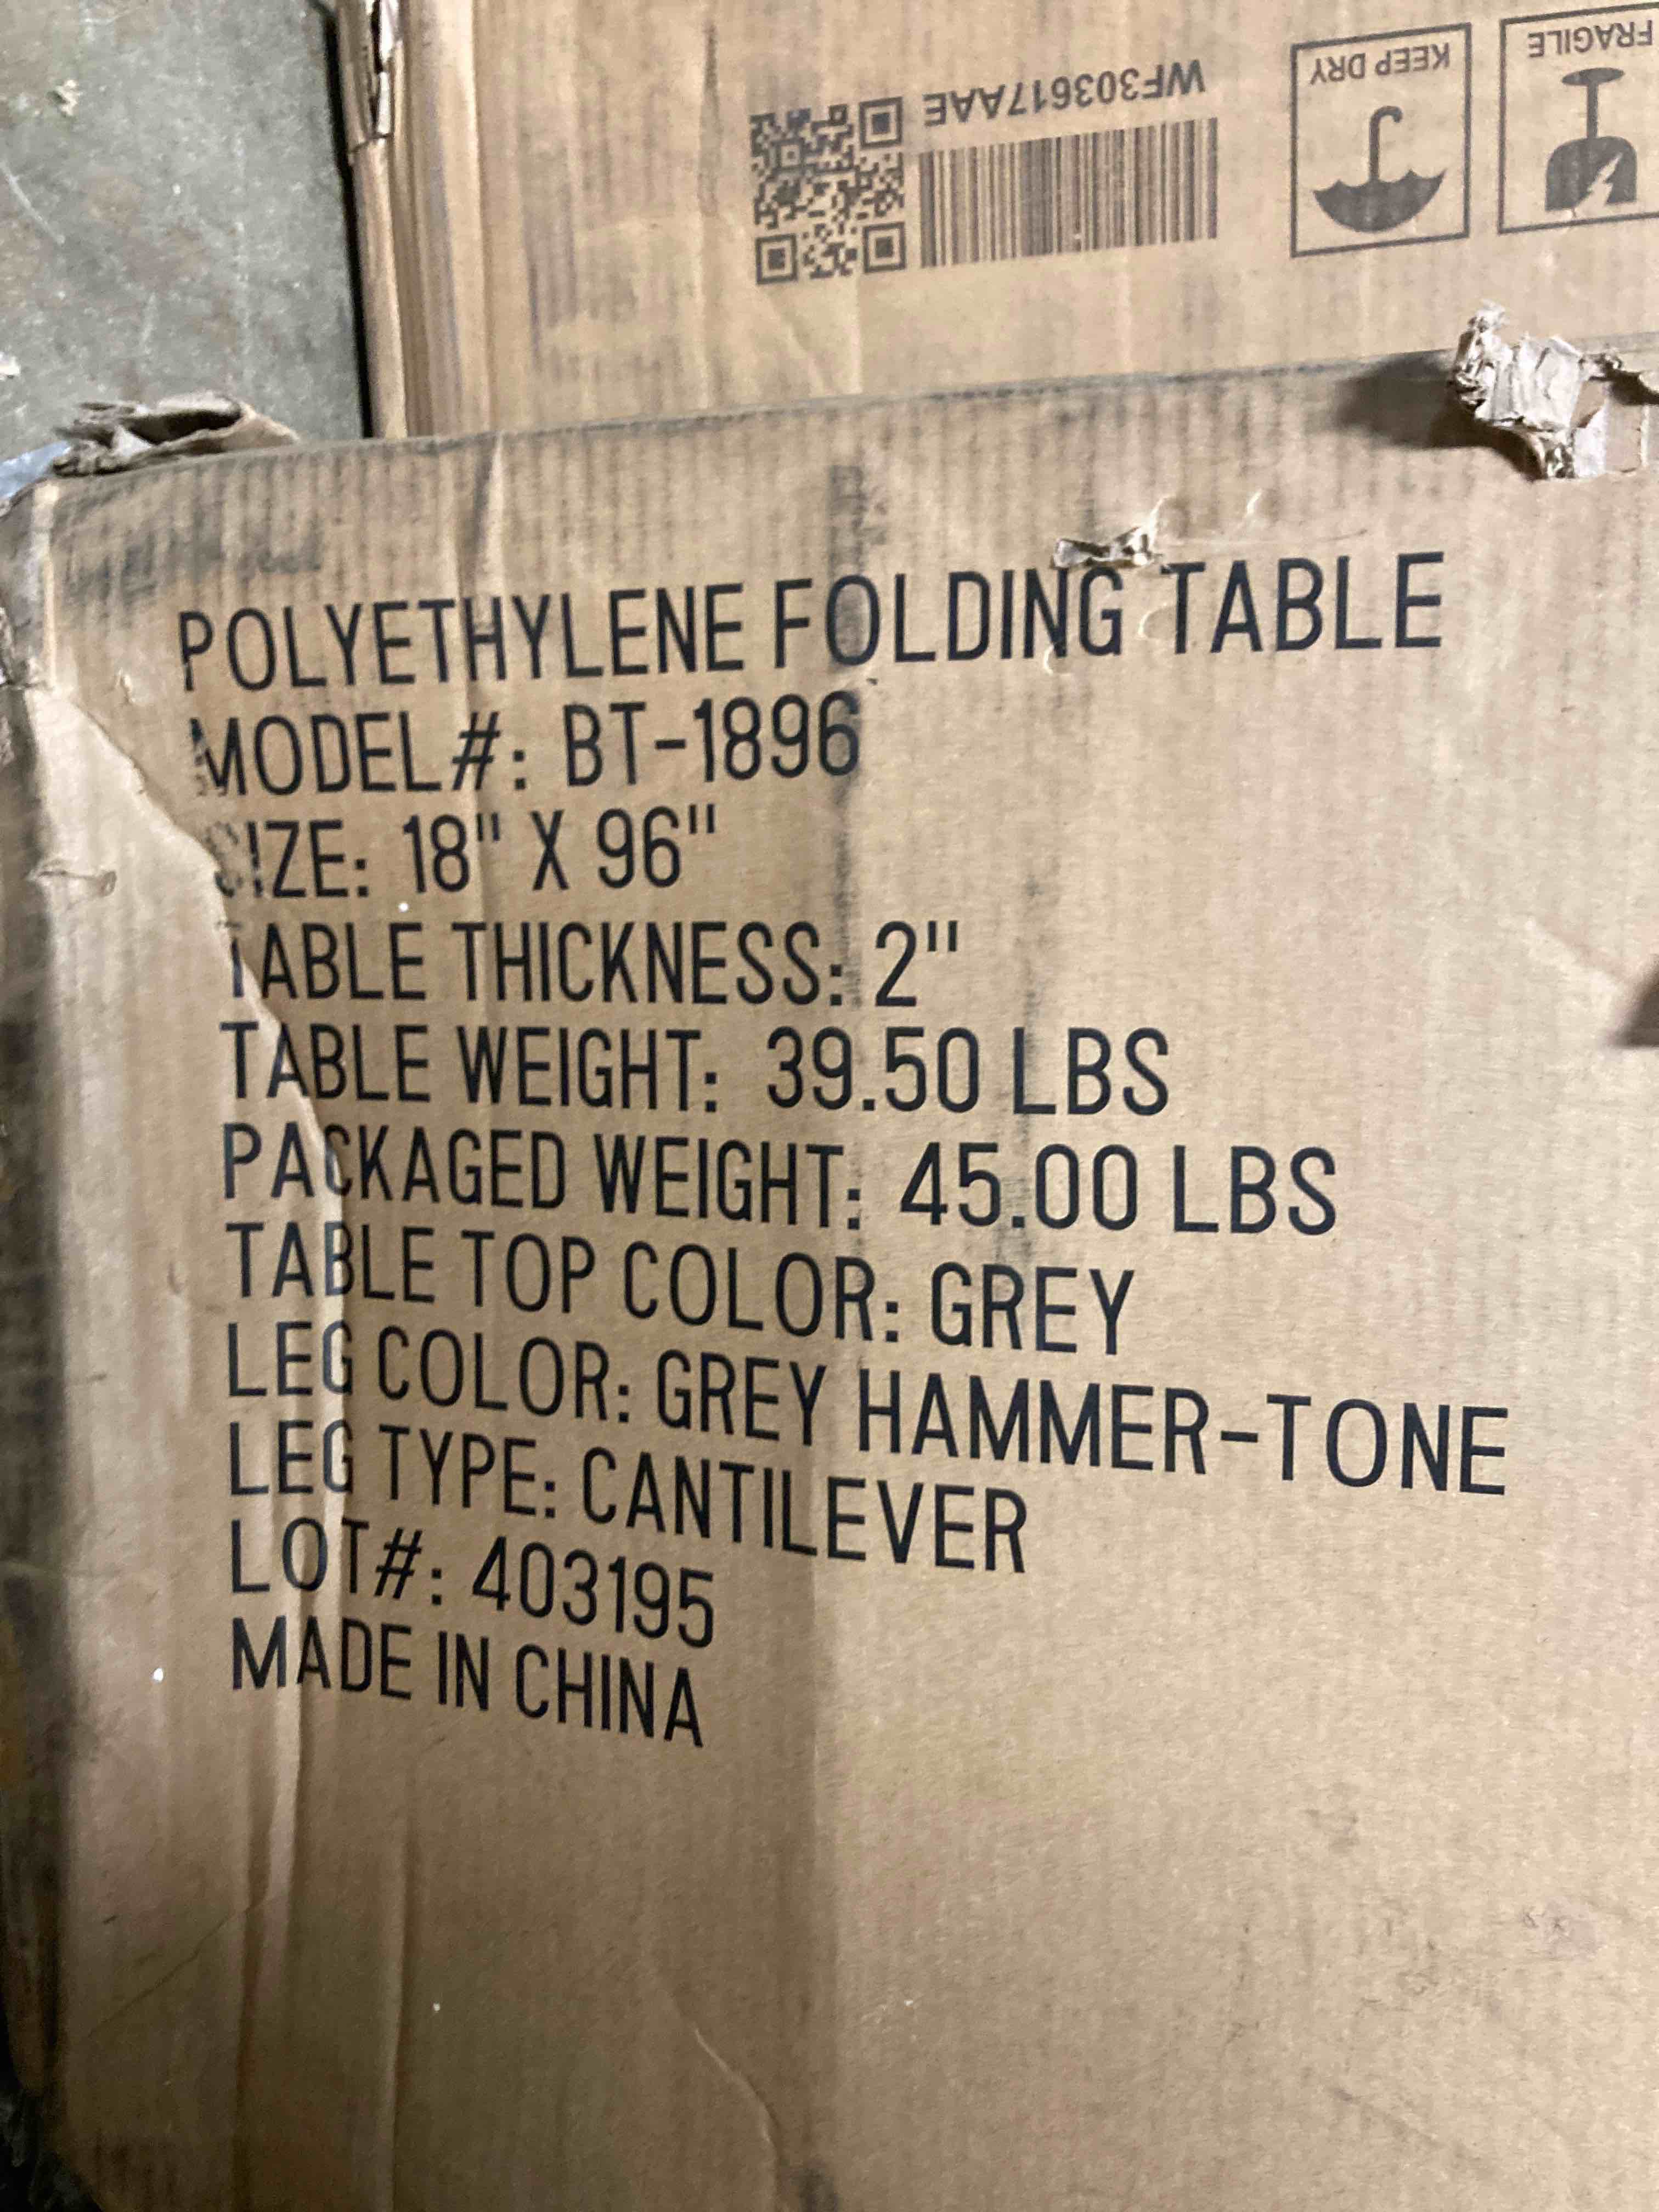 FRAGILE
KEEP DRY
WF303617AAE
POLYETHYLENE FOLDING TABLE
MODEL#: BT-1896
SIZE: 18" X 96"
TABLE THICKNESS: 2"
TABLE WEIGHT: 39.50 LBS
PACKAGED WEIGHT: 45.00 LBS
TABLE TOP COLOR: GREY
LEG COLOR: GREY HAMMER-TONE
LEG TYPE: CANTILEVER
LOT#: 403195
MADE IN CHINA